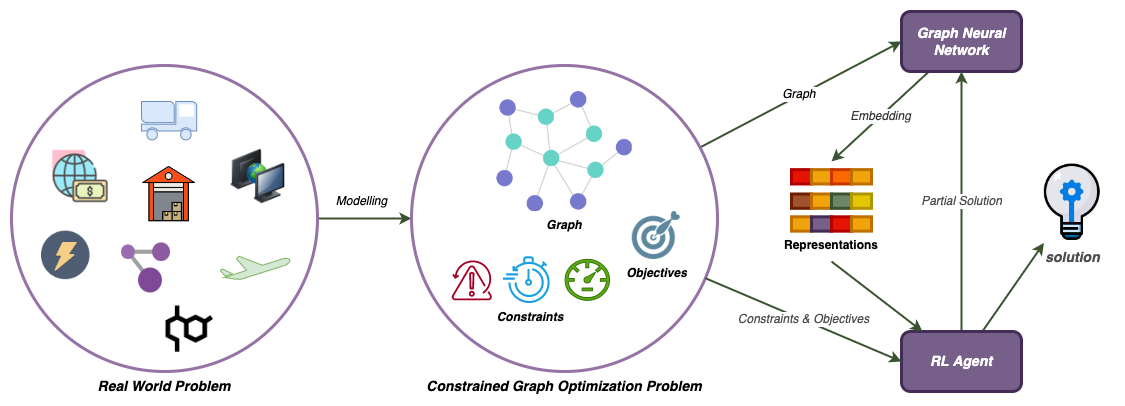 Graph Neural
Network
Graph
Embedding
Modelling
Graph
Objectives
Constraints
Representations
Partial Solution
solution
Constraints & Objectives
RL Agent
Real World Problem
Constrained Graph Optimization Problem
$